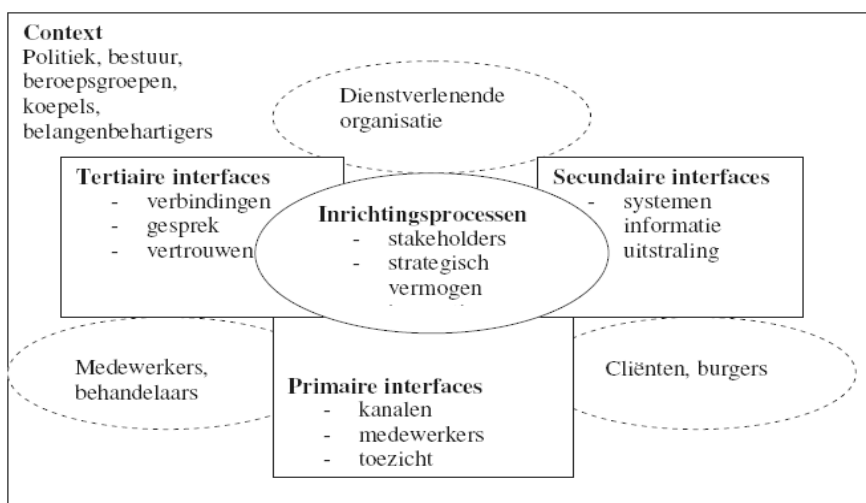 Context
Politiek, bestuur,
beroepsgroepen,
koepels,
belangenbehartigers
Dienstverlenende
organisatie
Tertiaire interfaces
- verbindingen
- gesprek
- vertrouwen
Inrichtingsprocessen
- stakeholders
- strategisch
vermogen
Secundaire interfaces
- systemen
informatie
uitstraling
Medewerkers,
behandelaars
Primaire interfaces
- kanalen
- medewerkers
- toezicht
Cliënten, burgers